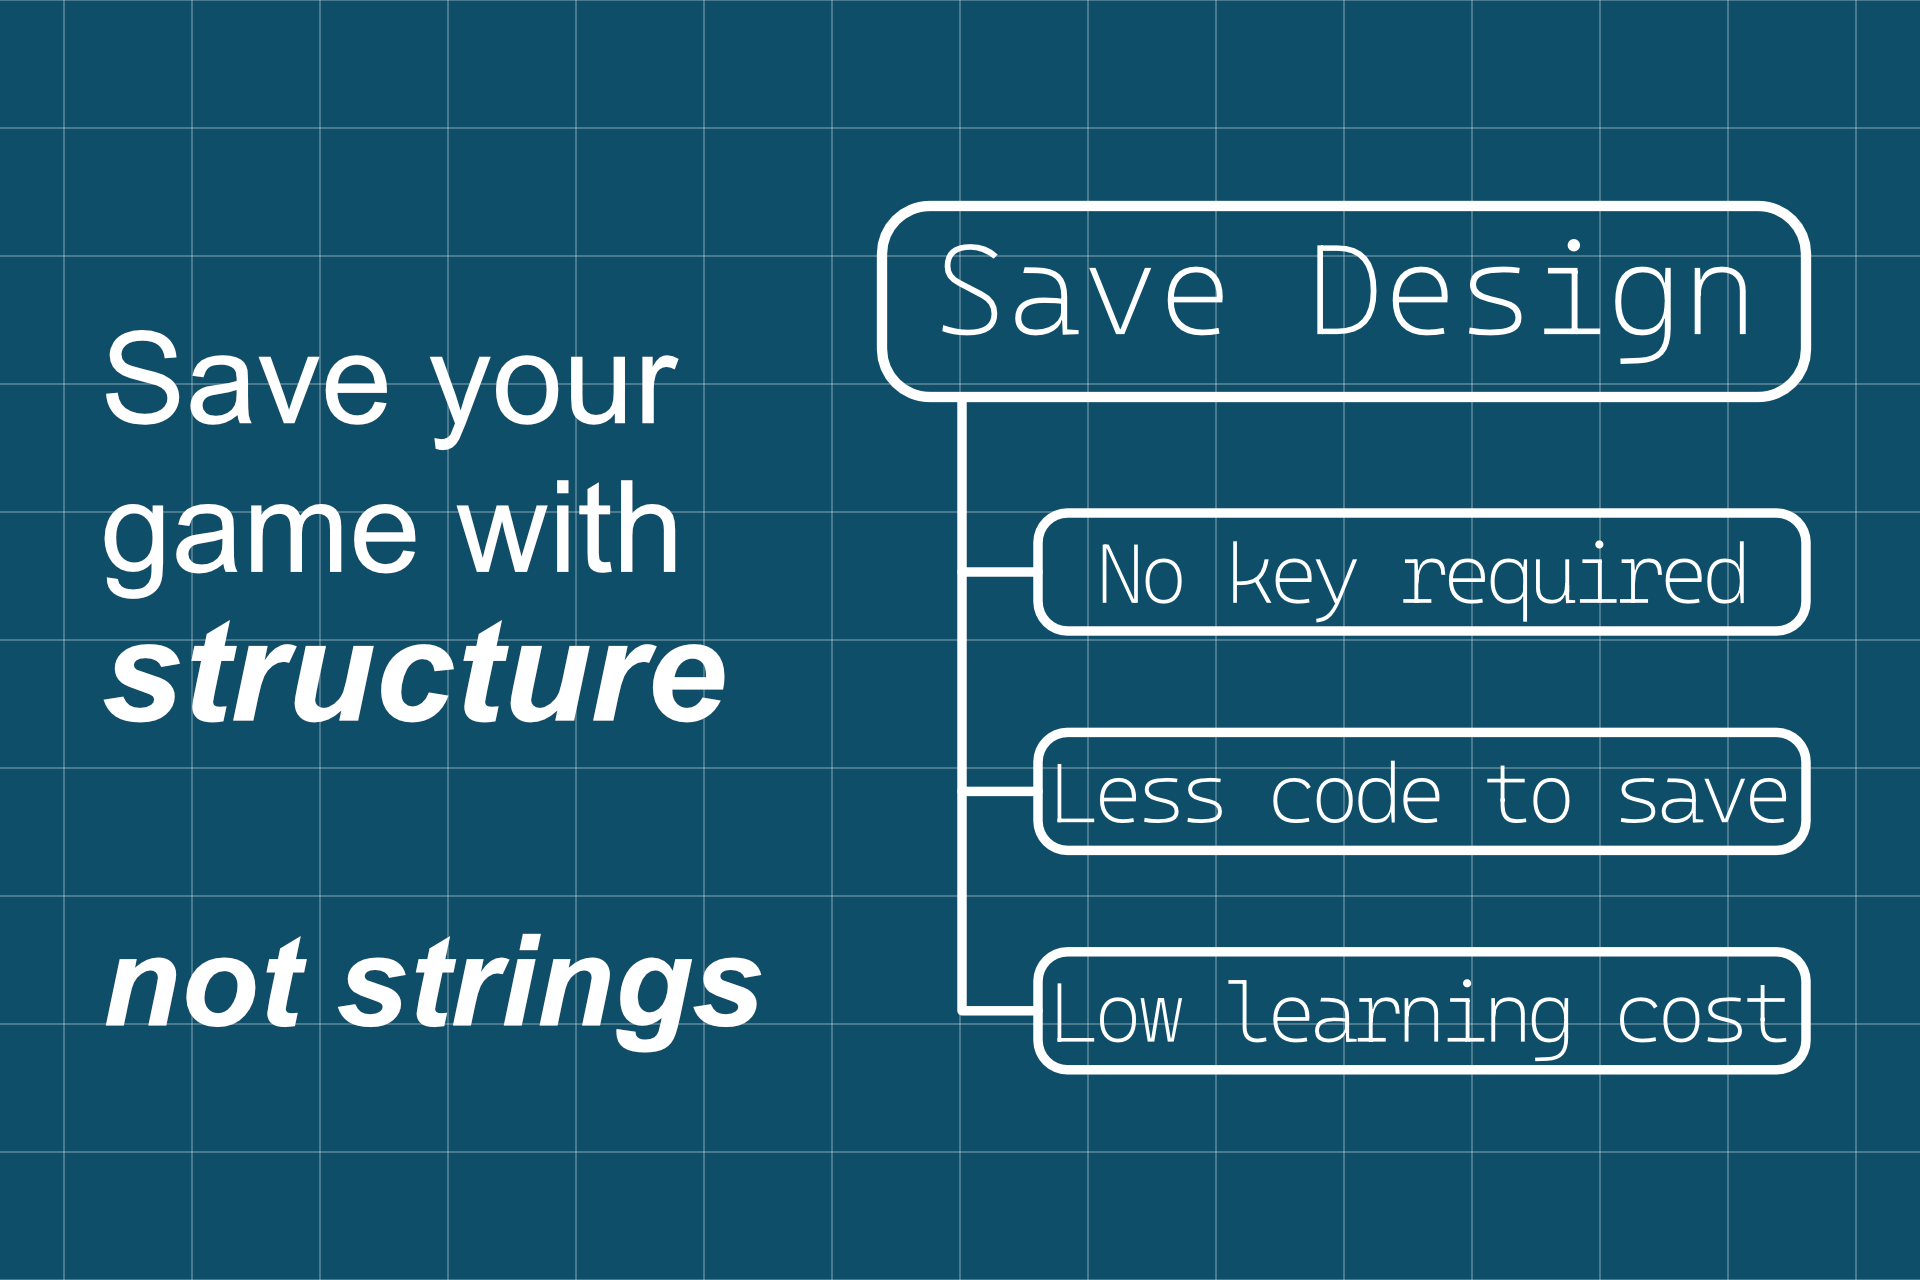 Save your
game with
structure
not strings
Save Design
No key required
Less code to save
Low learning cost